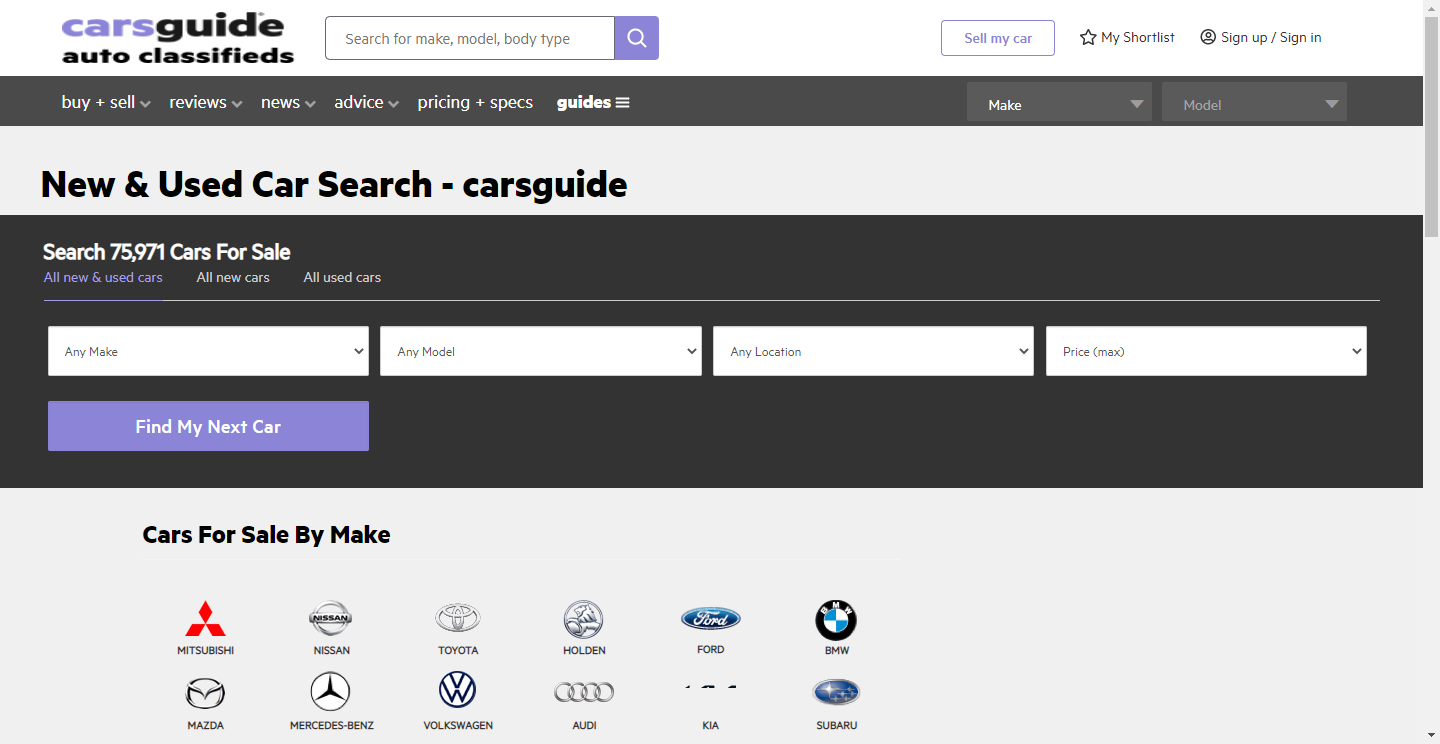 carsguide
auto classifieds
Search for make, model, body type
Sell my car
My Shortlist
Sign up / Sign in
buy + sell
reviews
news
advice
pricing + specs
guides
Make
Model
New & Used Car Search - carsguide
Search 75,971 Cars For Sale
All new & used cars
All new cars
All used cars
Any Make
Any Model
Any Location
Price (max)
Find My Next Car
Cars For Sale By Make
NISSAN
Ford
BMW
MITSUBISHI
NISSAN
TOYOTA
HOLDEN
FORD
BMW
MAZDA
MERCEDES-BENZ
VOLKSWAGEN
AUDI
KIA
SUBARU